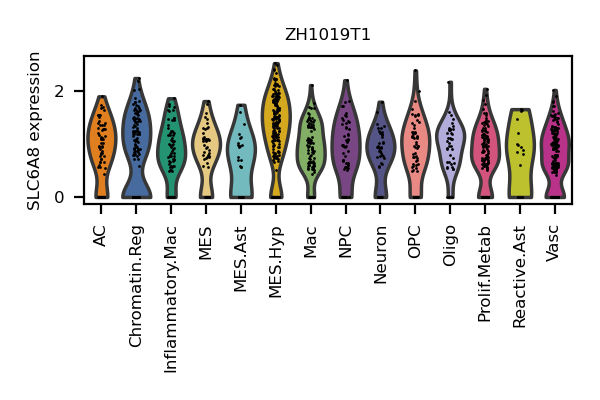 ZH1019T1
SLC6A8 expression
2
0
AC
Chromatin.Reg
Inflammatory.Mac
MES
MES.Ast
MES.Hyp
Mac
NPC
Neuron
OPC
Oligo
Prolif.Metab
Reactive.Ast
Vasc